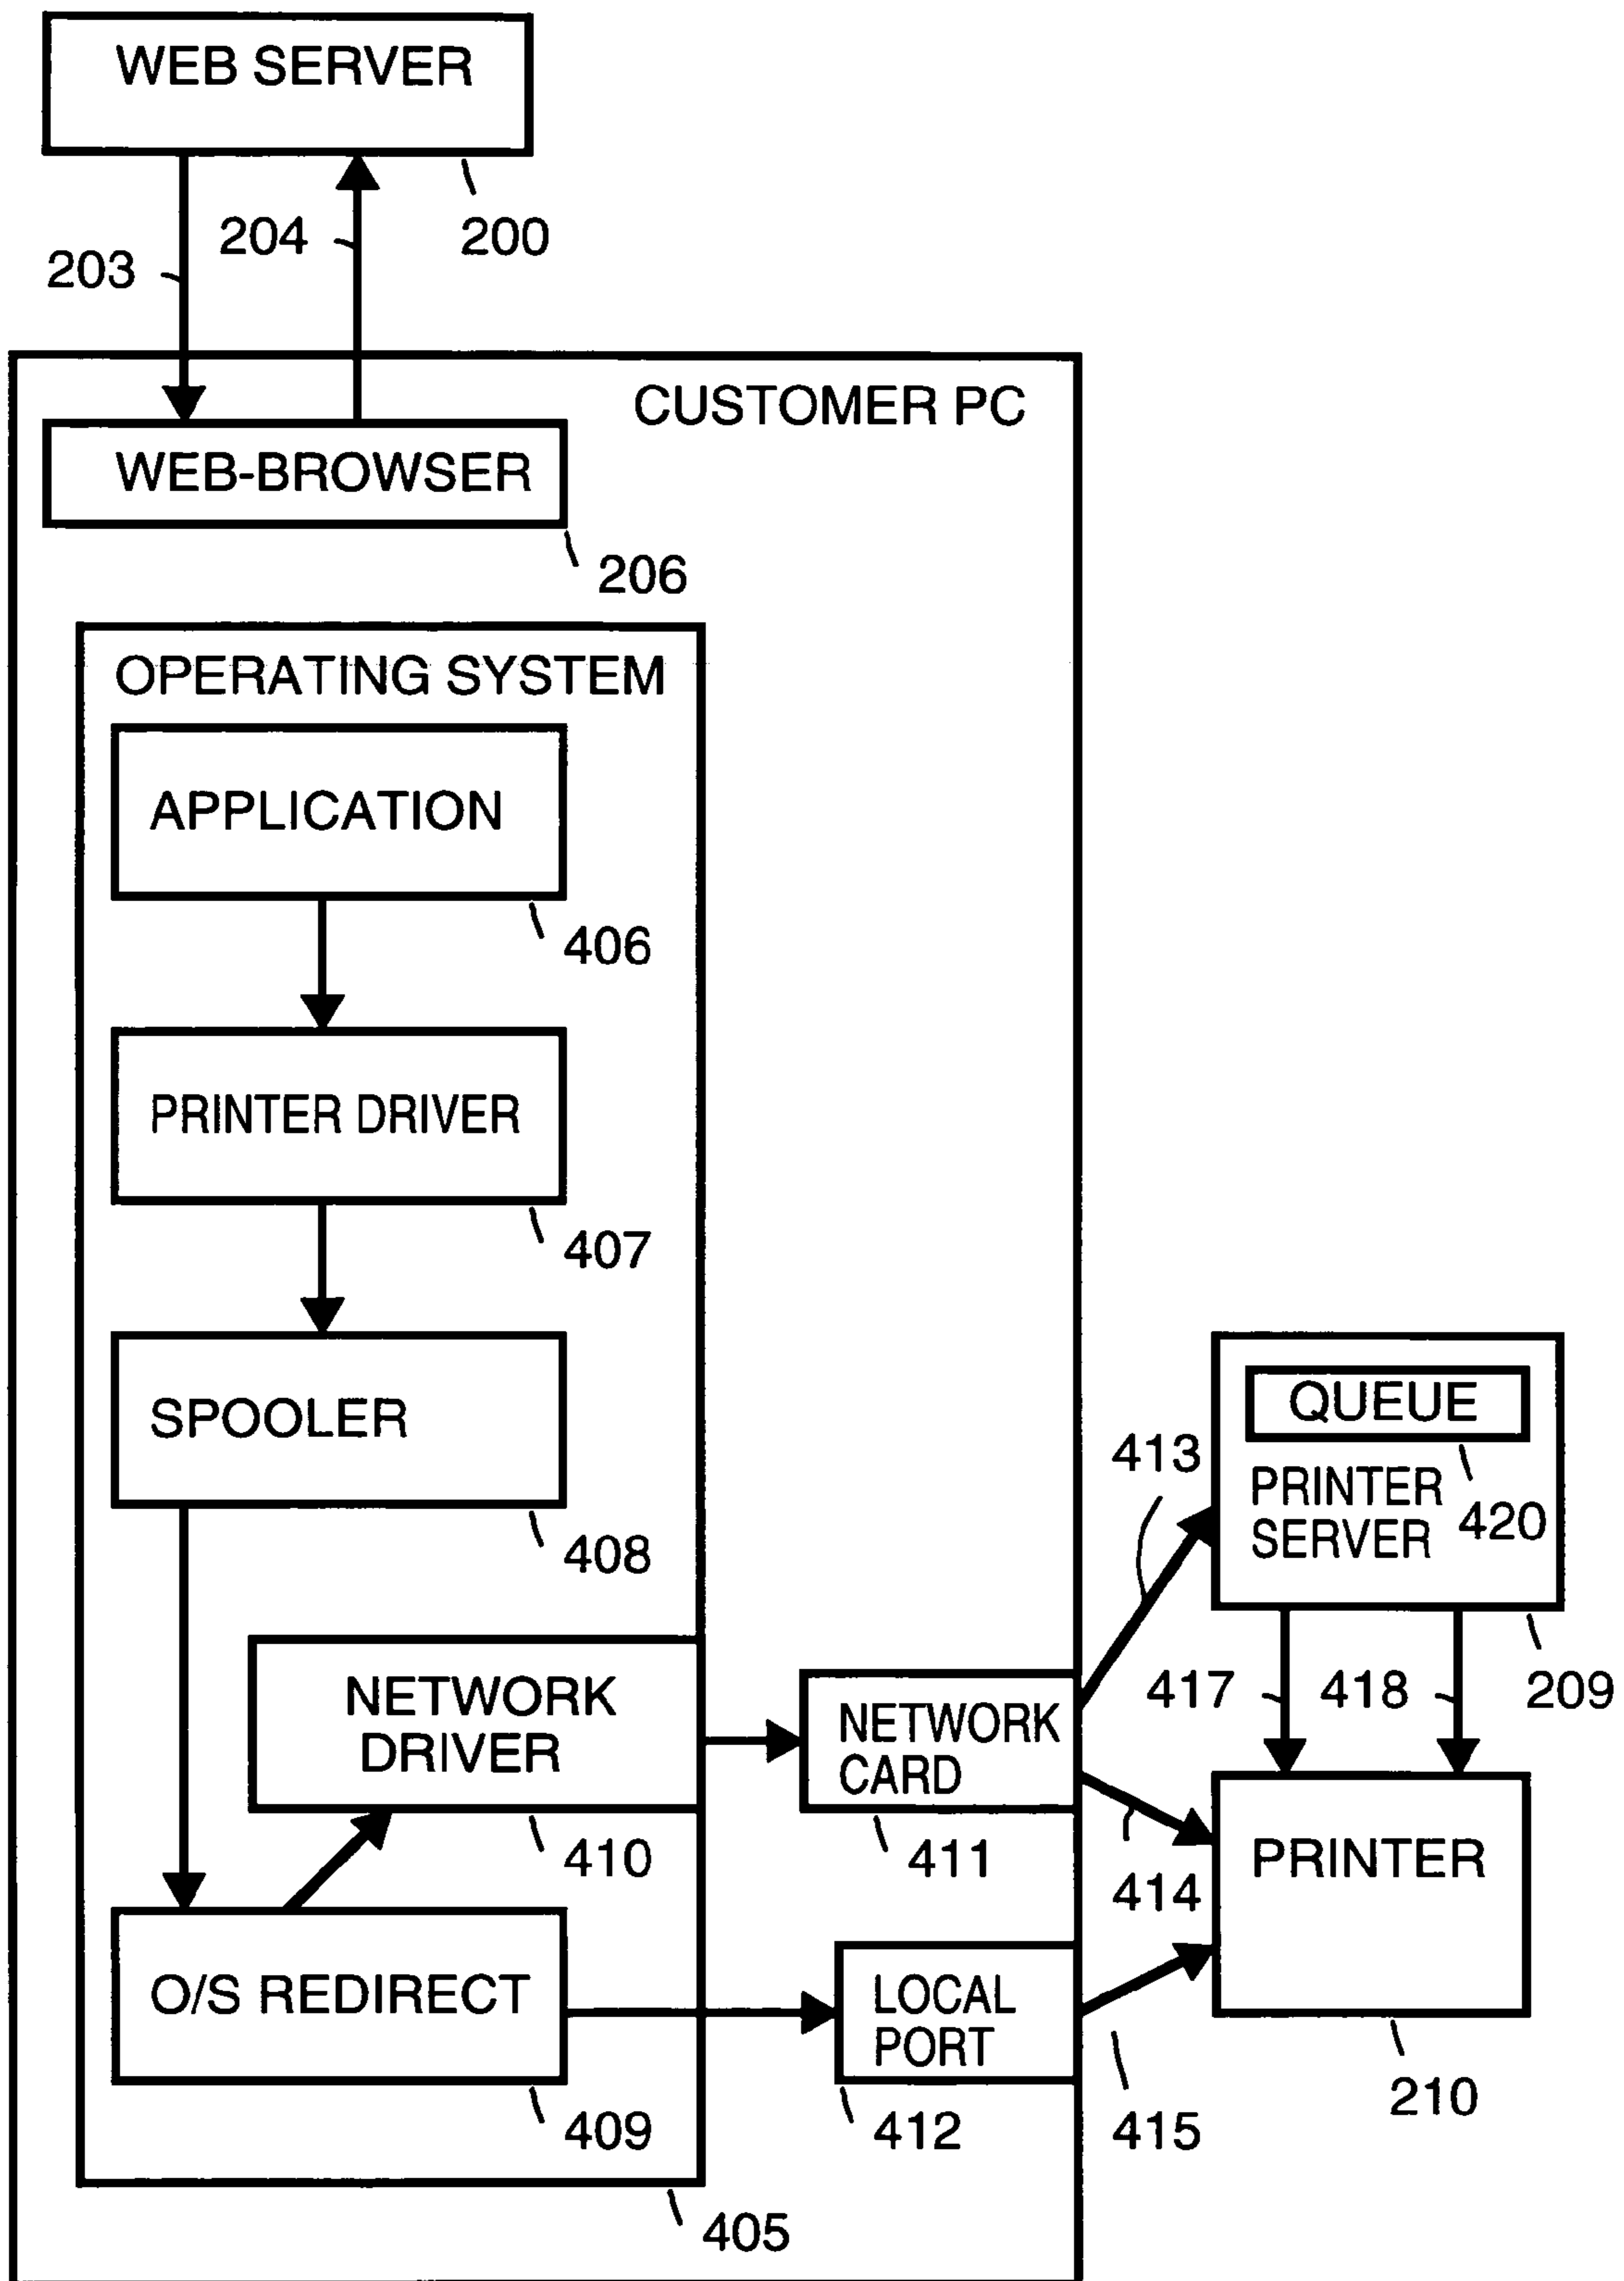 WEB SERVER
203
204
200
CUSTOMER PC
WEB-BROWSER
206
OPERATING SYSTEM
APPLICATION
406
PRINTER DRIVER
407
SPOOLER
408
QUEUE
420
PRINTER
SERVER
209
413
417
418
NETWORK
DRIVER
410
NETWORK
CARD
411
414
PRINTER
210
O/S REDIRECT
409
LOCAL
PORT
412
415
405